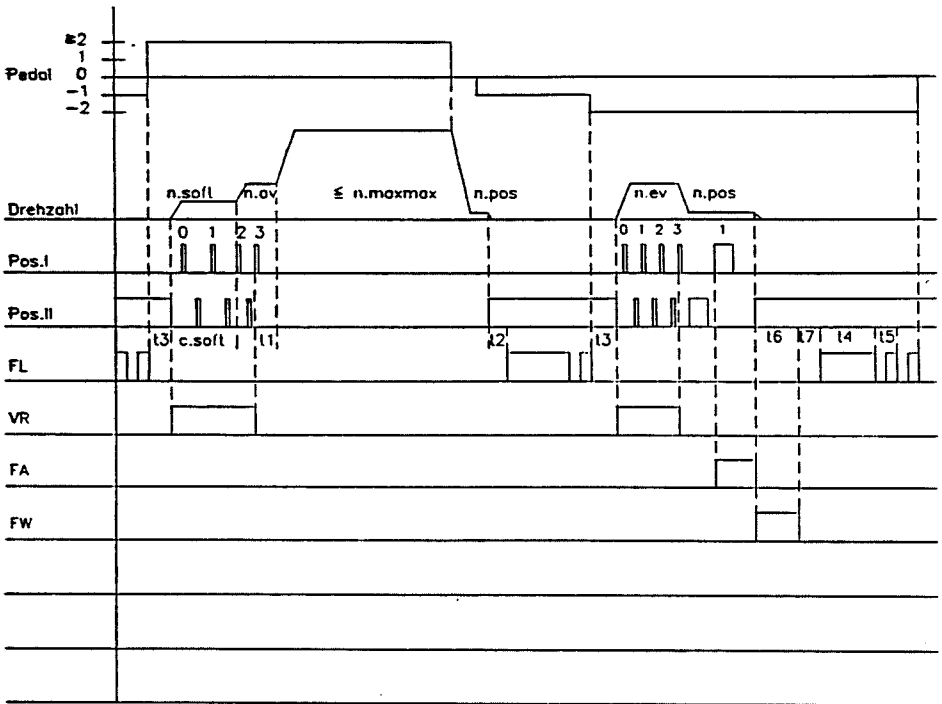 ≥2
1
Pedal 0
-1
-2
n.soft n.av ≤ n.maxmax n.pos n.ev n.pos
Drehzahl
0 1 2 3 0 1 2 3 1
Pos.I
Pos.II
t3 c.soft t1 t2 t3 t6 t7 t4 t5
FL
VR
FA
FW